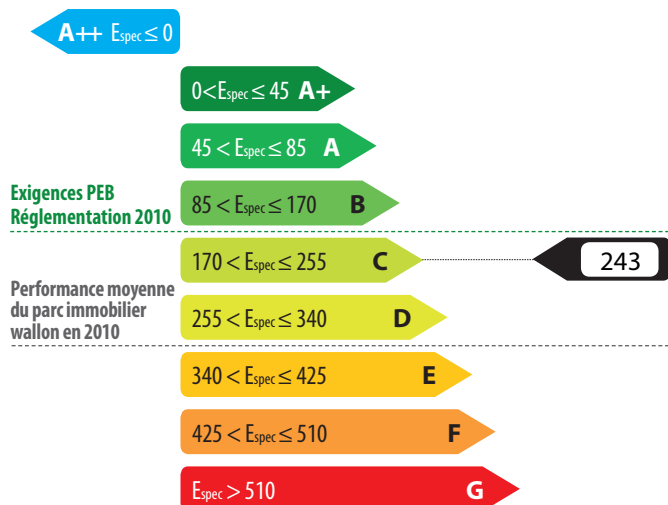 A++ Espec ≤ 0
0<Espec ≤ 45 A+
45 < Espec ≤ 85 A
Exigences PEB
Réglementation 2010
85 < Espec ≤ 170 B
170 < Espec ≤ 255 C
243
Performance moyenne
du parc immobilier
wallon en 2010
255 < Espec ≤ 340 D
340 < Espec ≤ 425 E
425 < Espec ≤ 510 F
Espec > 510 G